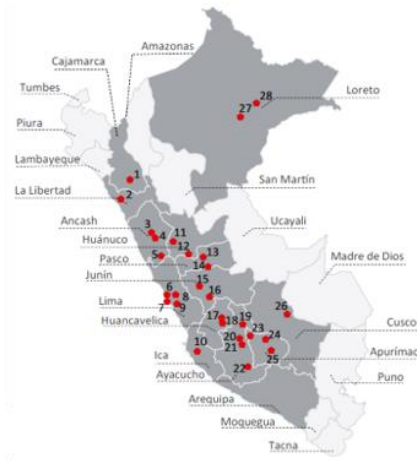 Amazonas
Cajamarca
Tumbes
Piura
Lambayeque
La Libertad
Ancash
Huánuco
Pasco
Junín
Lima
Huancavelica
Ica
Ayacucho
Arequipa
Moquegua
Tacna
Loreto
San Martín
Ucayali
Madre de Dios
Cusco
Apurímac
Puno
1
2
3
4
5
6
7
8
9
10
11
12
13
14
15
16
17
18
19
20
21
22
23
24
25
26
27
28